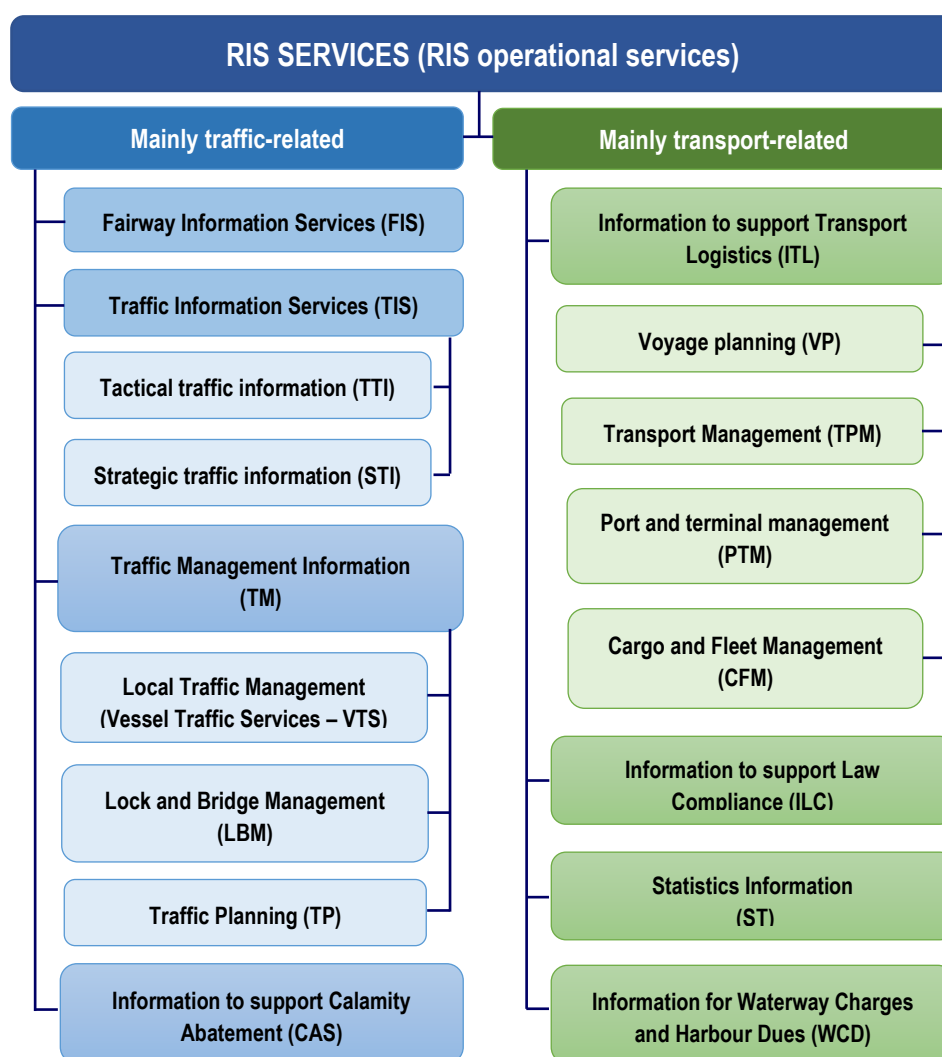 RIS SERVICES (RIS operational services)
Mainly traffic-related
Fairway Information Services (FIS)
Traffic Information Services (TIS)
Tactical traffic information (TTI)
Strategic traffic information (STI)
Traffic Management Information
(TM)
Local Traffic Management
(Vessel Traffic Services – VTS)
Lock and Bridge Management
(LBM)
Traffic Planning (TP)
Information to support Calamity
Abatement (CAS)
Mainly transport-related
Information to support Transport
Logistics (ITL)
Voyage planning (VP)
Transport Management (TPM)
Port and terminal management
(PTM)
Cargo and Fleet Management
(CFM)
Information to support Law
Compliance (ILC)
Statistics Information
(ST)
Information for Waterway Charges
and Harbour Dues (WCD)